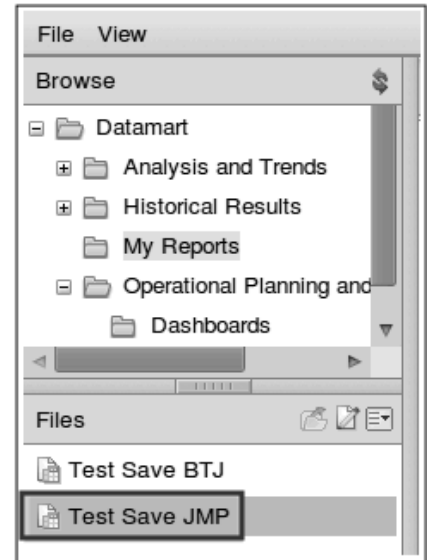 File View
Browse
Datamart
Analysis and Trends
Historical Results
My Reports
Operational Planning and
Dashboards
Files
Test Save BTJ
Test Save JMP